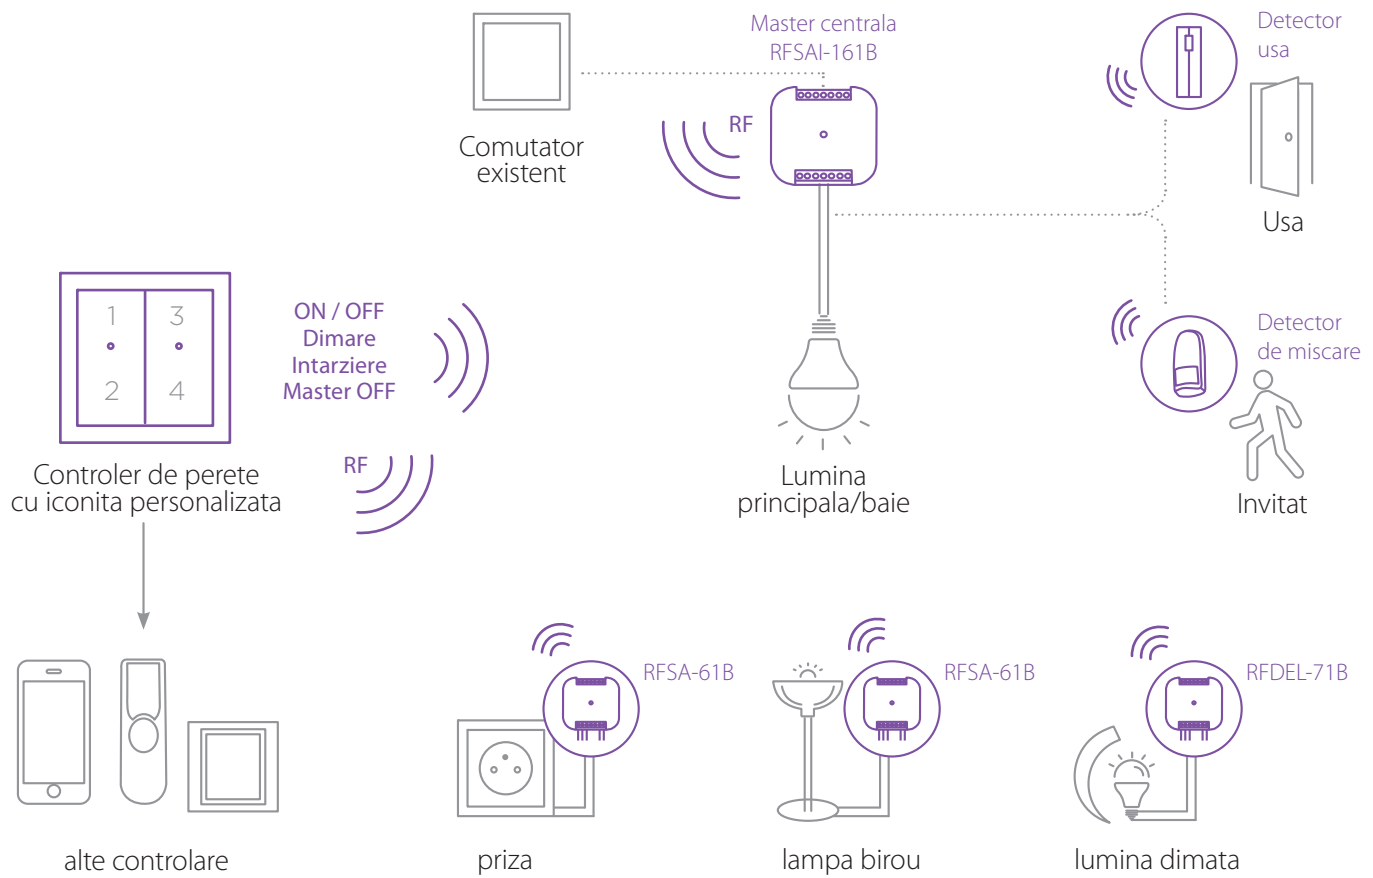 Master centrala
RFSAI-161B
Detector
usa
Comutator
existent
RF
Usa
1
3
2
4
ON / OFF
Dimare
Intarziere
Master OFF
Detector
de miscare
Controler de perete
cu iconita personalizata
RF
Lumina
principala/baie
Invitat
RFSA-61B
RFSA-61B
RFDEL-71B
alte controlare
priza
lampa birou
lumina dimata